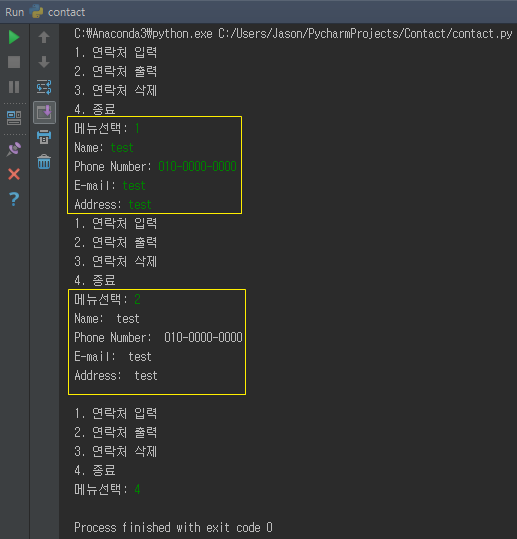 Run contact
C:\Anaconda3\python.exe C:/Users/Jason/PycharmProjects/Contact/contact.py
1. 연락처 입력
2. 연락처 출력
3. 연락처 삭제
4. 종료
메뉴선택: 1
Name: test
Phone Number: 010-0000-0000
E-mail: test
Address: test
1. 연락처 입력
2. 연락처 출력
3. 연락처 삭제
4. 종료
메뉴선택: 2
Name:  test
Phone Number:  010-0000-0000
E-mail:  test
Address:  test
1. 연락처 입력
2. 연락처 출력
3. 연락처 삭제
4. 종료
메뉴선택: 4
Process finished with exit code 0